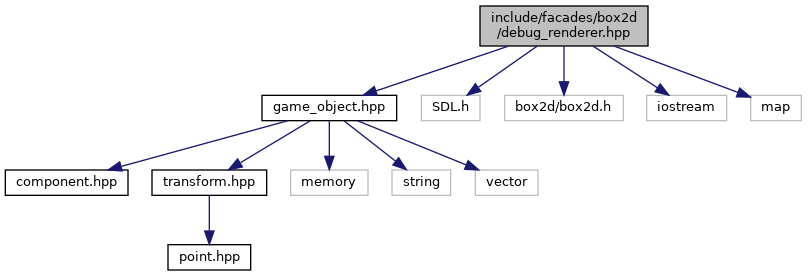 include/facades/box2d
/debug_renderer.hpp
game_object.hpp
SDL.h
box2d/box2d.h
iostream
map
component.hpp
transform.hpp
memory
string
vector
point.hpp